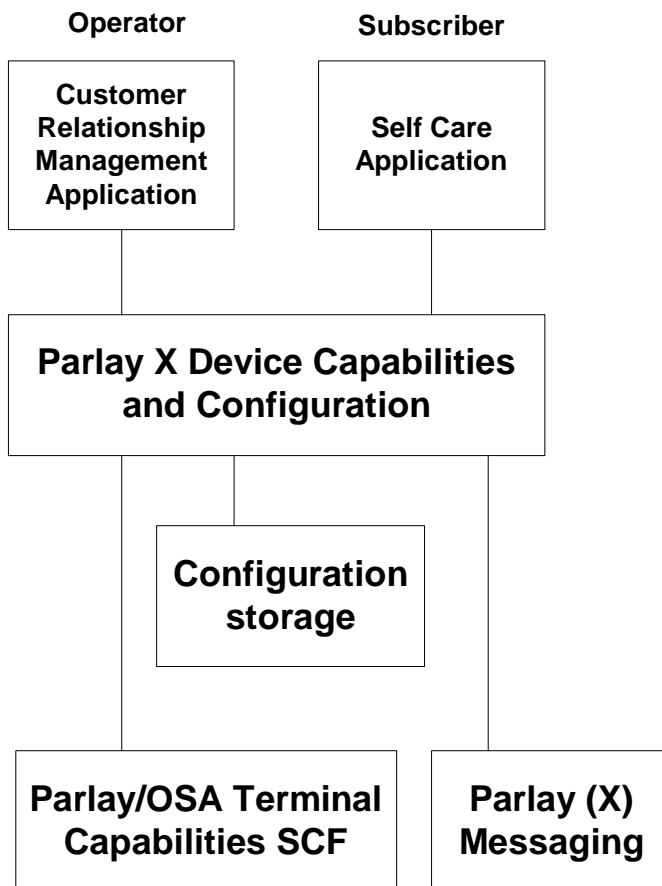 Operator
Subscriber
Customer
Relationship
Management
Application
Self Care
Application
Parlay X Device Capabilities
and Configuration
Configuration
storage
Parlay/OSA Terminal
Capabilities SCF
Parlay (X)
Messaging